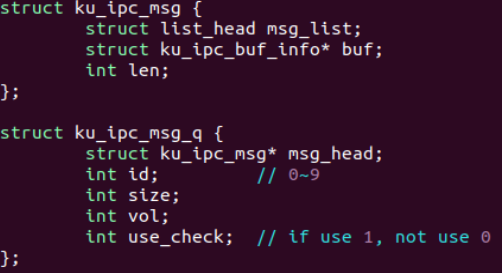 struct ku_ipc_msg {
        struct list_head msg_list;
        struct ku_ipc_buf_info* buf;
        int len;
};

struct ku_ipc_msg_q {
        struct ku_ipc_msg* msg_head;
        int id;         // 0~9
        int size;
        int vol;
        int use_check;  // if use 1, not use 0
};